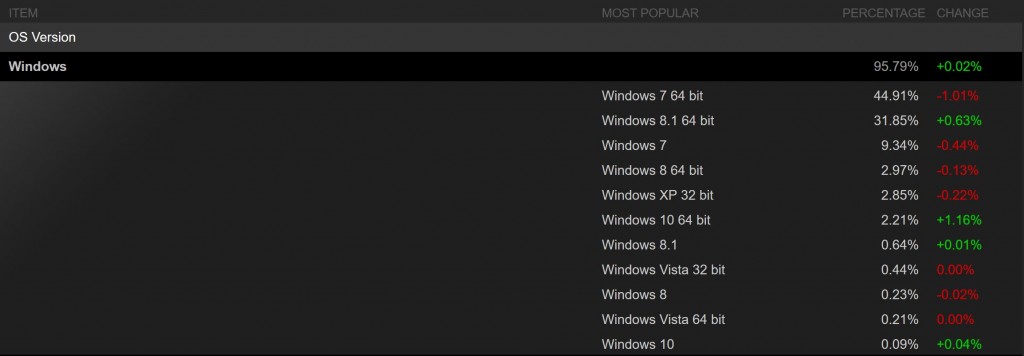 ITEM MOST POPULAR PERCENTAGE CHANGE
OS Version
Windows 95.79% +0.02%
Windows 7 64 bit 44.91% -1.01%
Windows 8.1 64 bit 31.85% +0.63%
Windows 7 9.34% -0.44%
Windows 8 64 bit 2.97% -0.13%
Windows XP 32 bit 2.85% -0.22%
Windows 10 64 bit 2.21% +1.16%
Windows 8.1 0.64% +0.01%
Windows Vista 32 bit 0.44% 0.00%
Windows 8 0.23% -0.02%
Windows Vista 64 bit 0.21% 0.00%
Windows 10 0.09% +0.04%